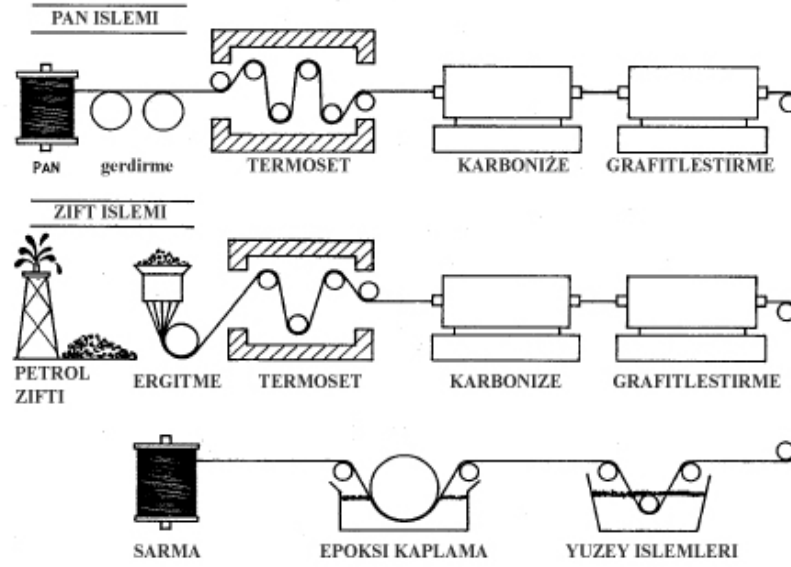 PAN ISLEMI
PAN gerdirme TERMOSET KARBONIŻE GRAFITLESTIRME
ZIFT ISLEMI
PETROL ERGITME TERMOSET KARBONIZE GRAFITLESTIRME
ZIFTI
SARMA EPOKSI KAPLAMA YUZEY ISLEMLERI